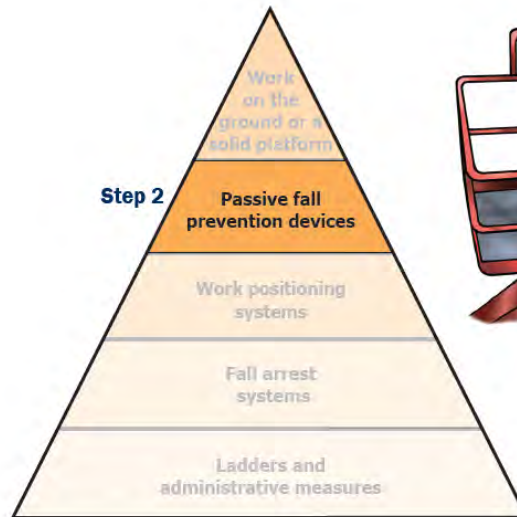 Work
on the
ground or a
solid platform
Step 2
Passive fall
prevention devices
Work positioning
systems
Fall arrest
systems
Ladders and
administrative measures